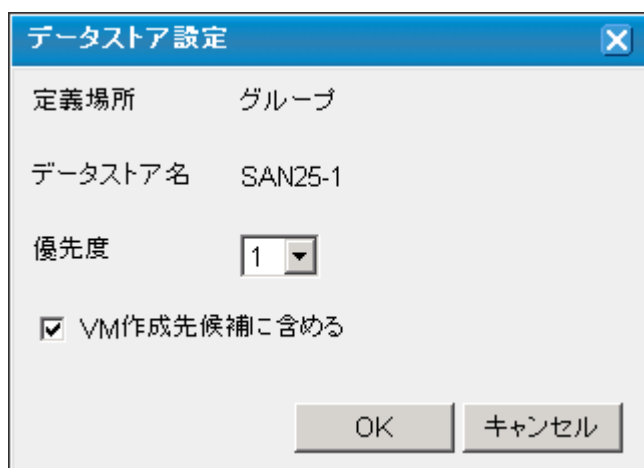 データストア設定
定義場所 グループ
データストア名 SAN25-1
優先度 1
VM作成先候補に含める
OK キャンセル